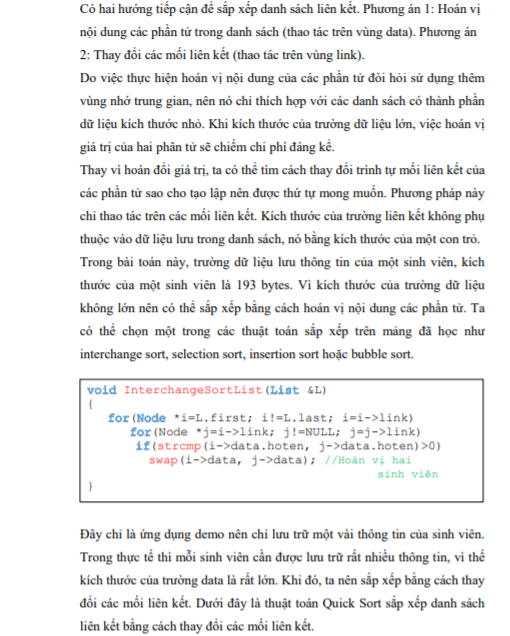 Có hai hướng tiếp cận để sắp xếp danh sách liên kết. Phương án 1: Hoán vị
nội dung các phần tử trong danh sách (thao tác trên vùng data). Phương án
2: Thay đổi các mối liên kết (thao tác trên vùng link).
Do việc thực hiện hoán vị nội dung của các phần tử đòi hỏi sử dụng thêm
vùng nhớ trung gian, nên nó chỉ thích hợp với các danh sách có thành phần
dữ liệu kích thước nhỏ. Khi kích thước của trường dữ liệu lớn, việc hoán vị
giá trị của hai phân tử sẽ chiếm chi phí đáng kể.
Thay vì hoán đổi giá trị, ta có thể tìm cách thay đổi trình tự mối liên kết của
các phần tử sao cho tạo lập nên được thứ tự mong muốn. Phương pháp này
chỉ thao tác trên các mối liên kết. Kích thước của trường liên kết không phụ
thuộc vào dữ liệu lưu trong danh sách, nó bằng kích thước của một con trỏ.
Trong bài toán này, trường dữ liệu lưu thông tin của một sinh viên, kích
thước của một sinh viên là 193 bytes. Vì kích thước của trường dữ liệu
không lớn nên có thể sắp xếp bằng cách hoán vị nội dung các phần tử. Ta
có thể chọn một trong các thuật toán sắp xếp trên mảng đã học như
interchange sort, selection sort, insertion sort hoặc bubble sort.
void InterchangeSortList(List &L)
{
for(Node *i=L.first; i!=L.last; i=i->link)
for(Node *j=i->link; j!=NULL; j=j->link)
if(strcmp(i->data.hoten, j->data.hoten)>0)
swap(i->data, j->data); //Hoán vị hai
sinh viên
}
Đây chỉ là ứng dụng demo nên chỉ lưu trữ một vài thông tin của sinh viên.
Trong thực tế thì mỗi sinh viên cần được lưu trữ rất nhiều thông tin, vì thế
kích thước của trường data là rất lớn. Khi đó, ta nên sắp xếp bằng cách thay
đổi các mối liên kết. Dưới đây là thuật toán Quick Sort sắp xếp danh sách
liên kết bằng cách thay đổi các mối liên kết.